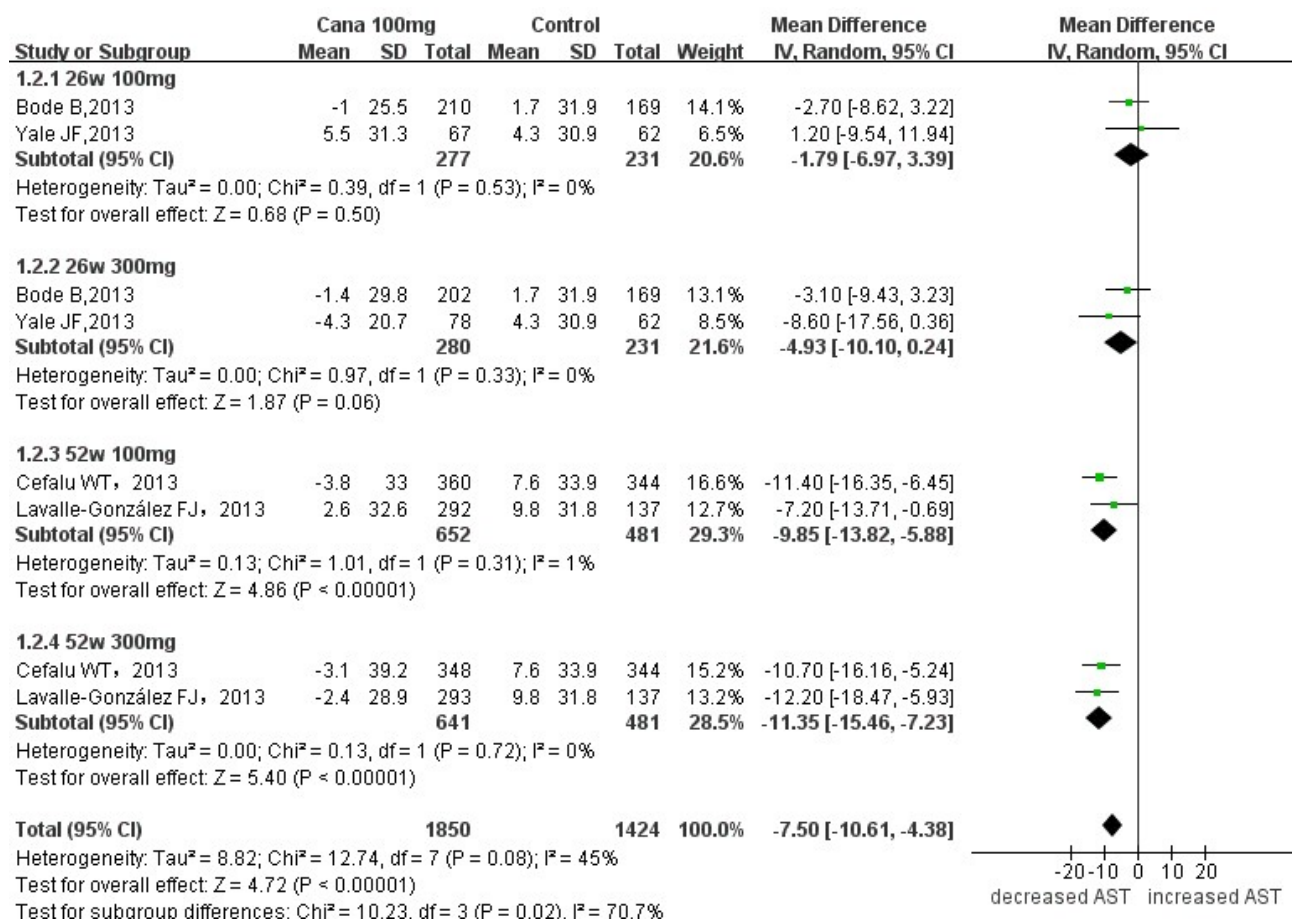 Cana 100mg Control Mean Difference Mean Difference
Study or Subgroup Mean SD Total Mean SD Total Weight IV, Random, 95% CI IV, Random, 95% CI
1.2.1 26w 100mg
Bode B,2013 -1 25.5 210 1.7 31.9 169 14.1% -2.70 [-8.62, 3.22]
Yale JF,2013 5.5 31.3 67 4.3 30.9 62 6.5% 1.20 [-9.54, 11.94]
Subtotal (95% CI) 277 231 20.6% -1.79 [-6.97, 3.39]
Heterogeneity: Tau² = 0.00; Chi² = 0.39, df = 1 (P = 0.53); I² = 0%
Test for overall effect: Z = 0.68 (P = 0.50)
1.2.2 26w 300mg
Bode B,2013 -1.4 29.8 202 1.7 31.9 169 13.1% -3.10 [-9.43, 3.23]
Yale JF,2013 -4.3 20.7 78 4.3 30.9 62 8.5% -8.60 [-17.56, 0.36]
Subtotal (95% CI) 280 231 21.6% -4.93 [-10.10, 0.24]
Heterogeneity: Tau² = 0.00; Chi² = 0.97, df = 1 (P = 0.33); I² = 0%
Test for overall effect: Z = 1.87 (P = 0.06)
1.2.3 52w 100mg
Cefalu WT，2013 -3.8 33 360 7.6 33.9 344 16.6% -11.40 [-16.35, -6.45]
Lavalle-González FJ，2013 2.6 32.6 292 9.8 31.8 137 12.7% -7.20 [-13.71, -0.69]
Subtotal (95% CI) 652 481 29.3% -9.85 [-13.82, -5.88]
Heterogeneity: Tau² = 0.13; Chi² = 1.01, df = 1 (P = 0.31); I² = 1%
Test for overall effect: Z = 4.86 (P < 0.00001)
1.2.4 52w 300mg
Cefalu WT，2013 -3.1 39.2 348 7.6 33.9 344 15.2% -10.70 [-16.16, -5.24]
Lavalle-González FJ，2013 -2.4 28.9 293 9.8 31.8 137 13.2% -12.20 [-18.47, -5.93]
Subtotal (95% CI) 641 481 28.5% -11.35 [-15.46, -7.23]
Heterogeneity: Tau² = 0.00; Chi² = 0.13, df = 1 (P = 0.72); I² = 0%
Test for overall effect: Z = 5.40 (P < 0.00001)
Total (95% CI) 1850 1424 100.0% -7.50 [-10.61, -4.38]
Heterogeneity: Tau² = 8.82; Chi² = 12.74, df = 7 (P = 0.08); I² = 45%
Test for overall effect: Z = 4.72 (P < 0.00001)
Test for subgroup differences: Chi² = 10.23, df = 3 (P = 0.02), I² = 70.7%
-20 -10 0 10 20
decreased AST increased AST